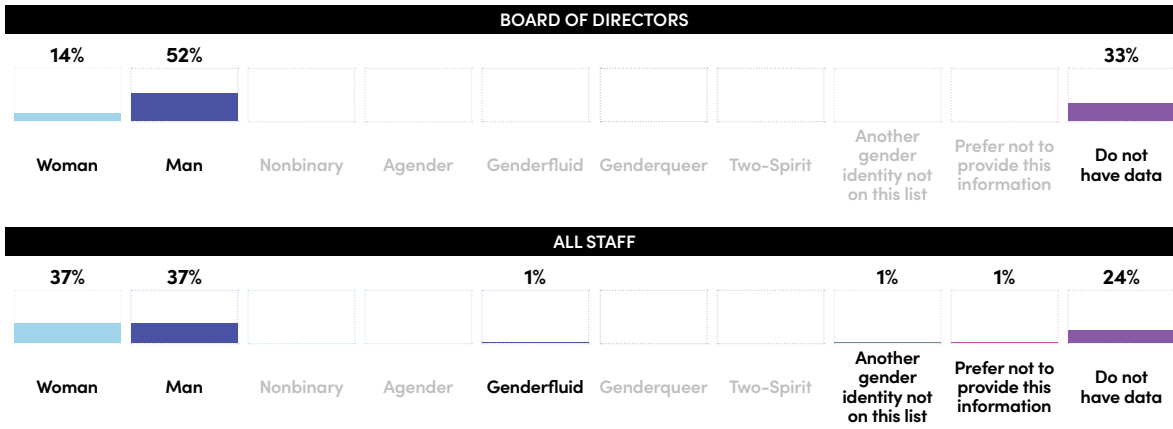 BOARD OF DIRECTORS
14% 52% 33%
Woman Man Nonbinary Agender Genderfluid Genderqueer Two-Spirit Another gender identity not on this list Prefer not to provide this information Do not have data
ALL STAFF
37% 37% 1% 1% 1% 24%
Woman Man Nonbinary Agender Genderfluid Genderqueer Two-Spirit Another gender identity not on this list Prefer not to provide this information Do not have data